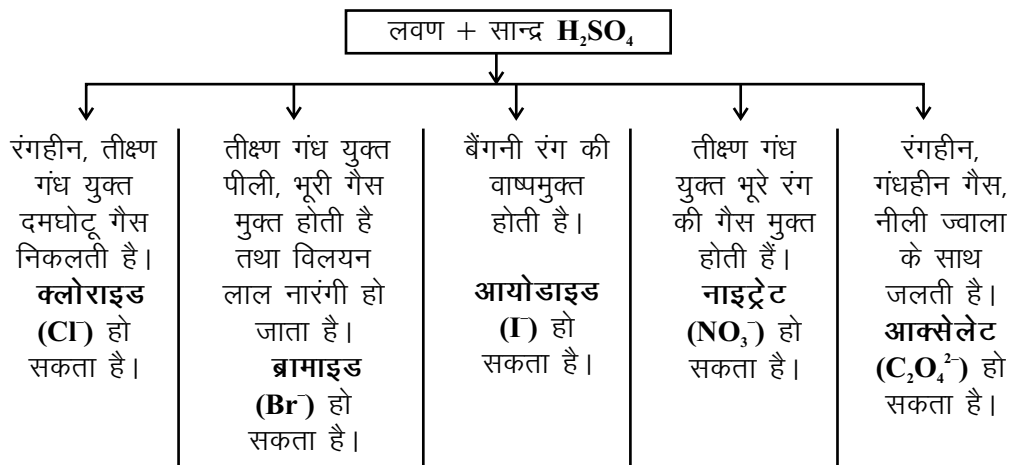 लवण + सान्द्र H₂SO₄
रंगहीन, तीक्ष्ण
गंध युक्त
दमघोटू गैस
निकलती है।
क्लोराइड
(Cl⁻) हो
सकता है।
तीक्ष्ण गंध युक्त
पीली, भूरी गैस
मुक्त होती है
तथा विलयन
लाल नारंगी हो
जाता है।
ब्रामाइड
(Br⁻) हो
सकता है।
बैंगनी रंग की
वाष्पमुक्त
होती है।
आयोडाइड
(I⁻) हो
सकता है।
तीक्ष्ण गंध
युक्त भूरे रंग
की गैस मुक्त
होती हैं।
नाइट्रेट
(NO₃⁻) हो
सकता है।
रंगहीन,
गंधहीन गैस,
नीली ज्वाला
के साथ
जलती है।
आक्सेलेट
(C₂O₄²⁻) हो
सकता है।